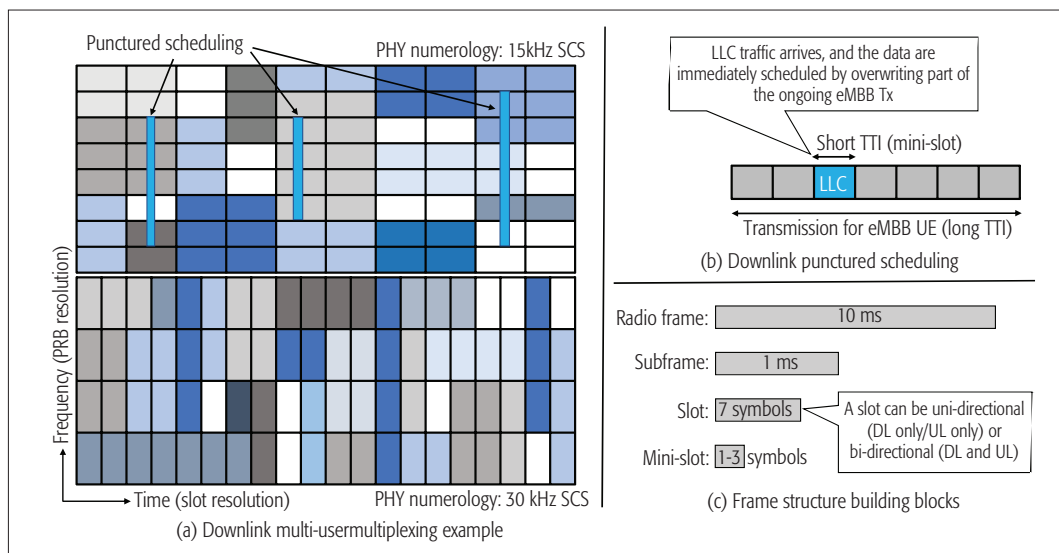 Punctured scheduling
PHY numerology: 15kHz SCS
Frequency (PRB resolution)
Time (slot resolution)
PHY numerology: 30 kHz SCS
(a) Downlink multi-usermultiplexing example
LLC traffic arrives, and the data are
immediately scheduled by overwriting part of
the ongoing eMBB Tx
Short TTI (mini-slot)
LLC
Transmission for eMBB UE (long TTI)
(b) Downlink punctured scheduling
Radio frame: 10 ms
Subframe: 1 ms
Slot: 7 symbols
A slot can be uni-directional
(DL only/UL only) or
bi-directional (DL and UL)
Mini-slot: 1-3 symbols
(c) Frame structure building blocks